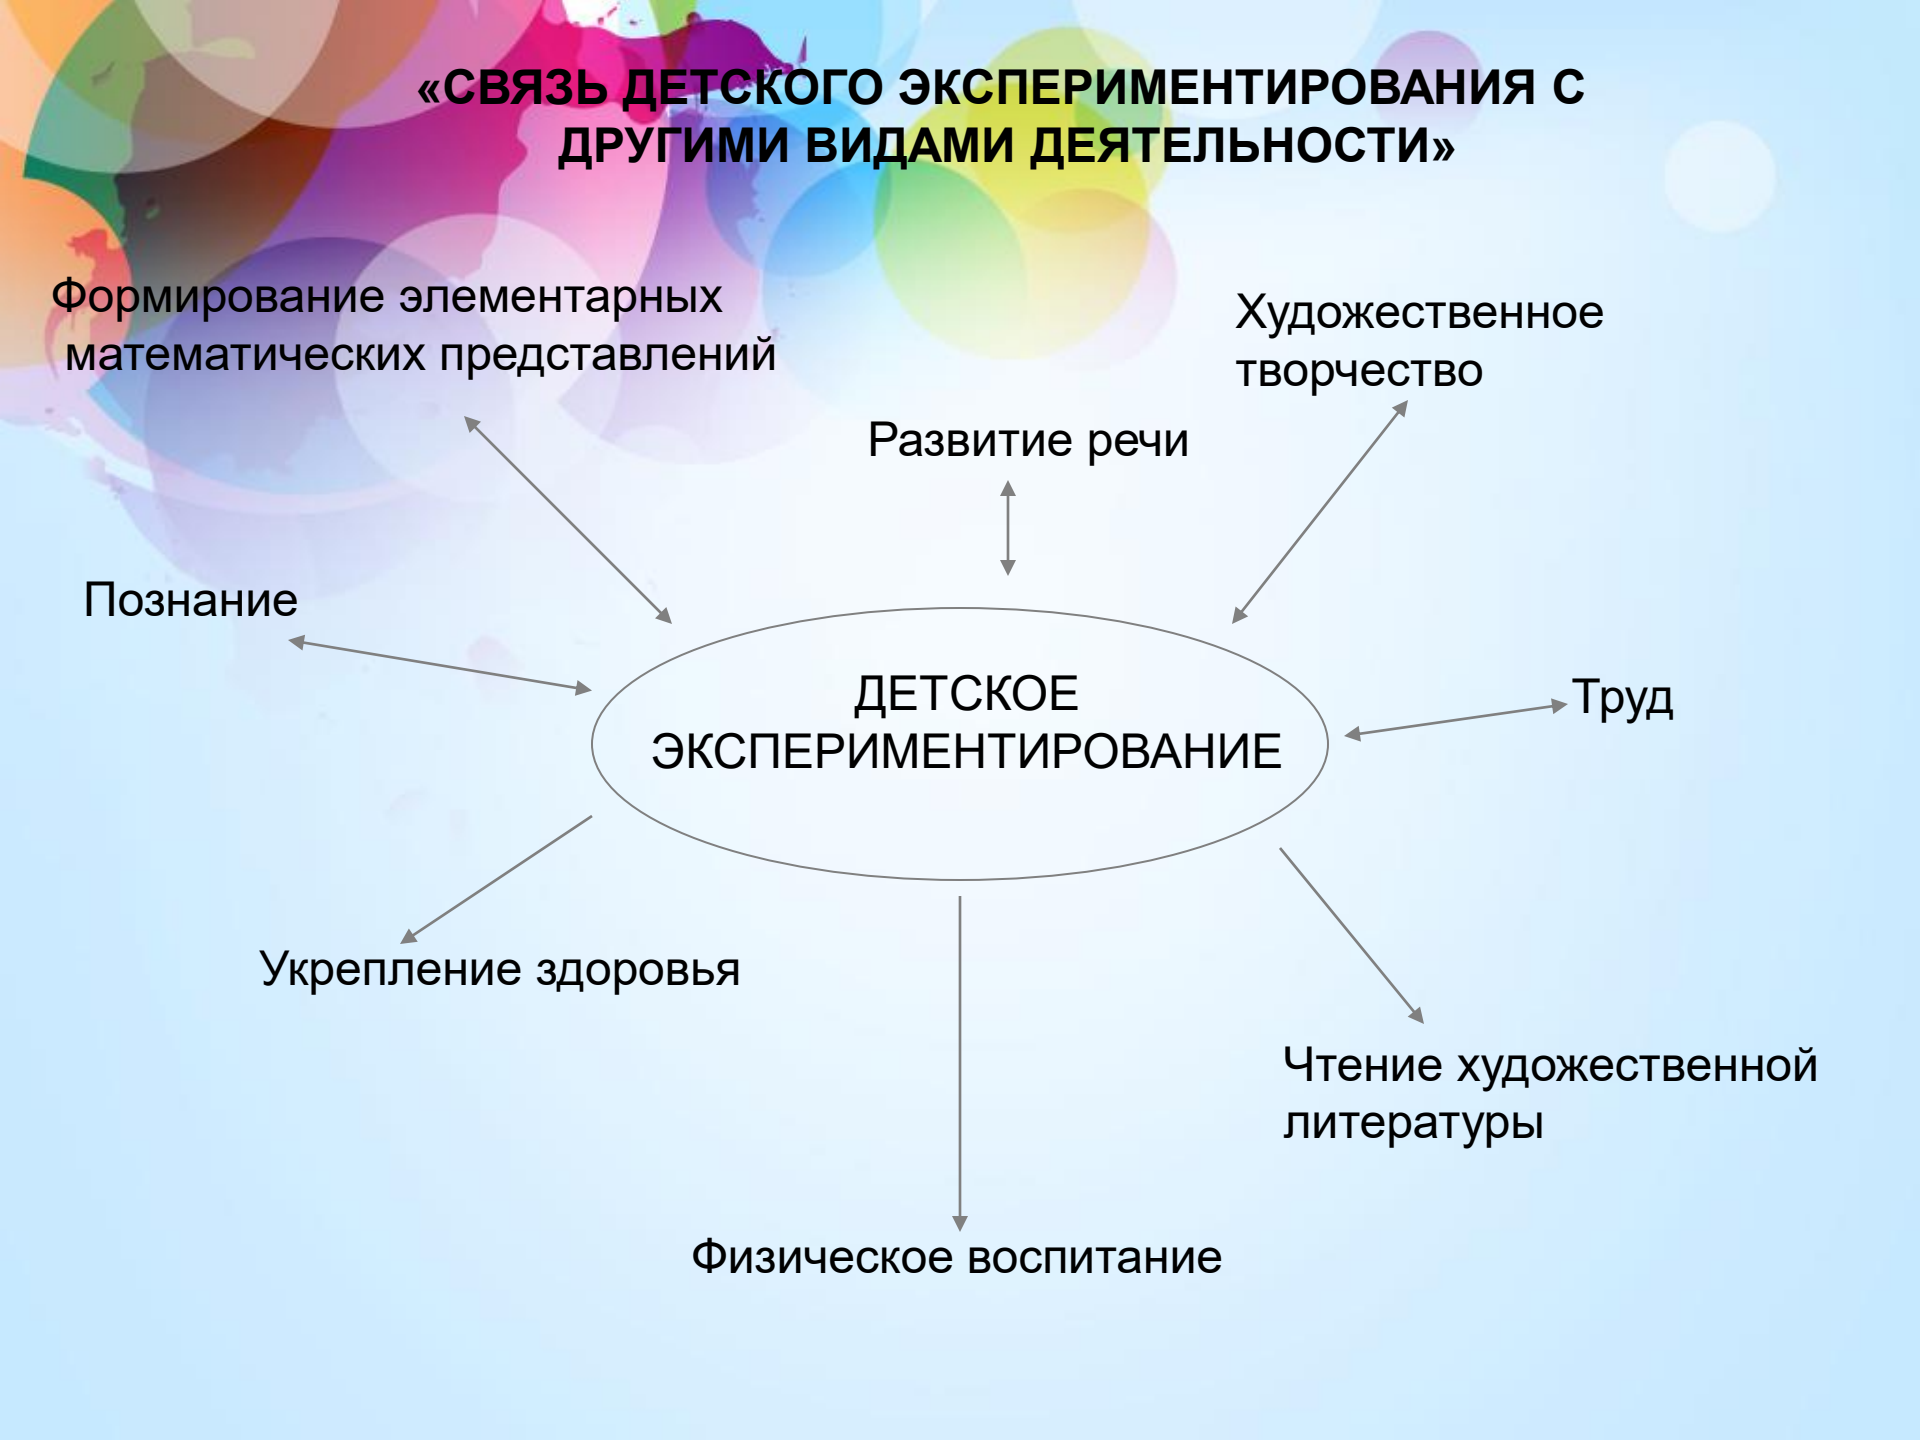 «СВЯЗЬ ДЕТСКОГО ЭКСПЕРИМЕНТИРОВАНИЯ С
ДРУГИМИ ВИДАМИ ДЕЯТЕЛЬНОСТИ»
Формирование элементарных
математических представлений
Художественное
творчество
Развитие речи
Познание
ДЕТСКОЕ
ЭКСПЕРИМЕНТИРОВАНИЕ
Труд
Укрепление здоровья
Чтение художественной
литературы
Физическое воспитание